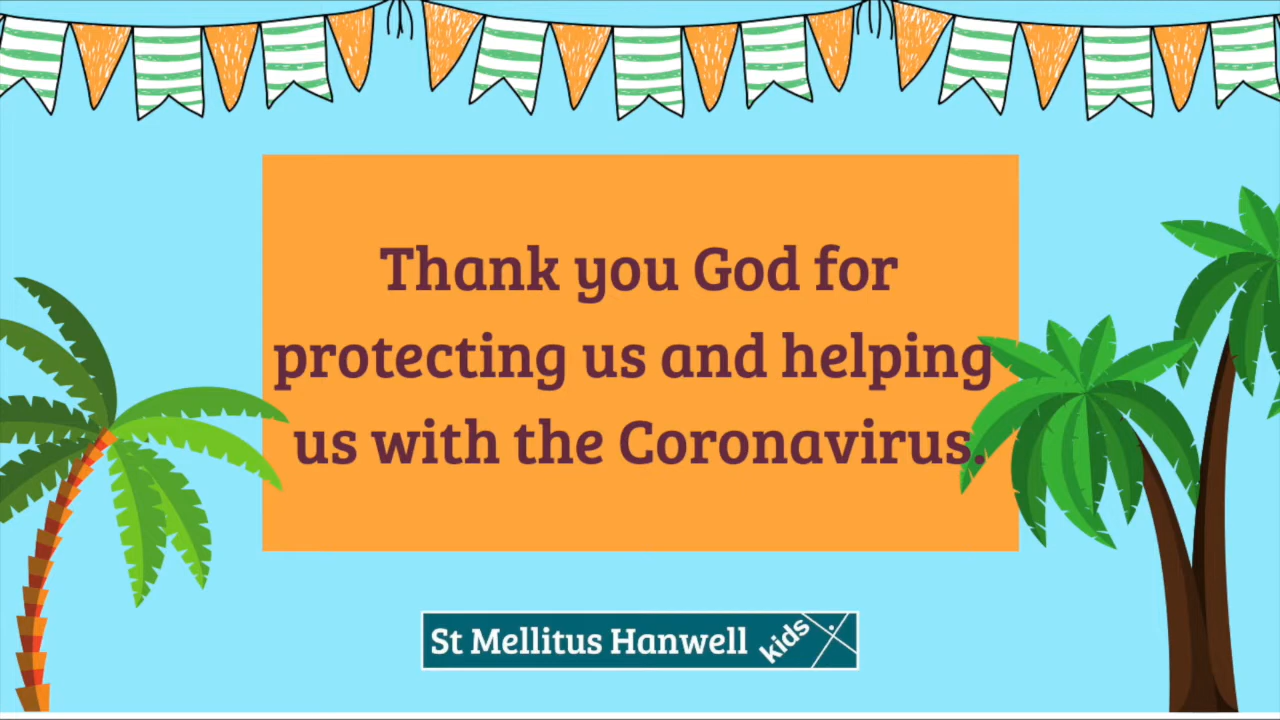 Thank you God for
protecting us and helping
us with the Coronavirus.
St Mellitus Hanwell kids